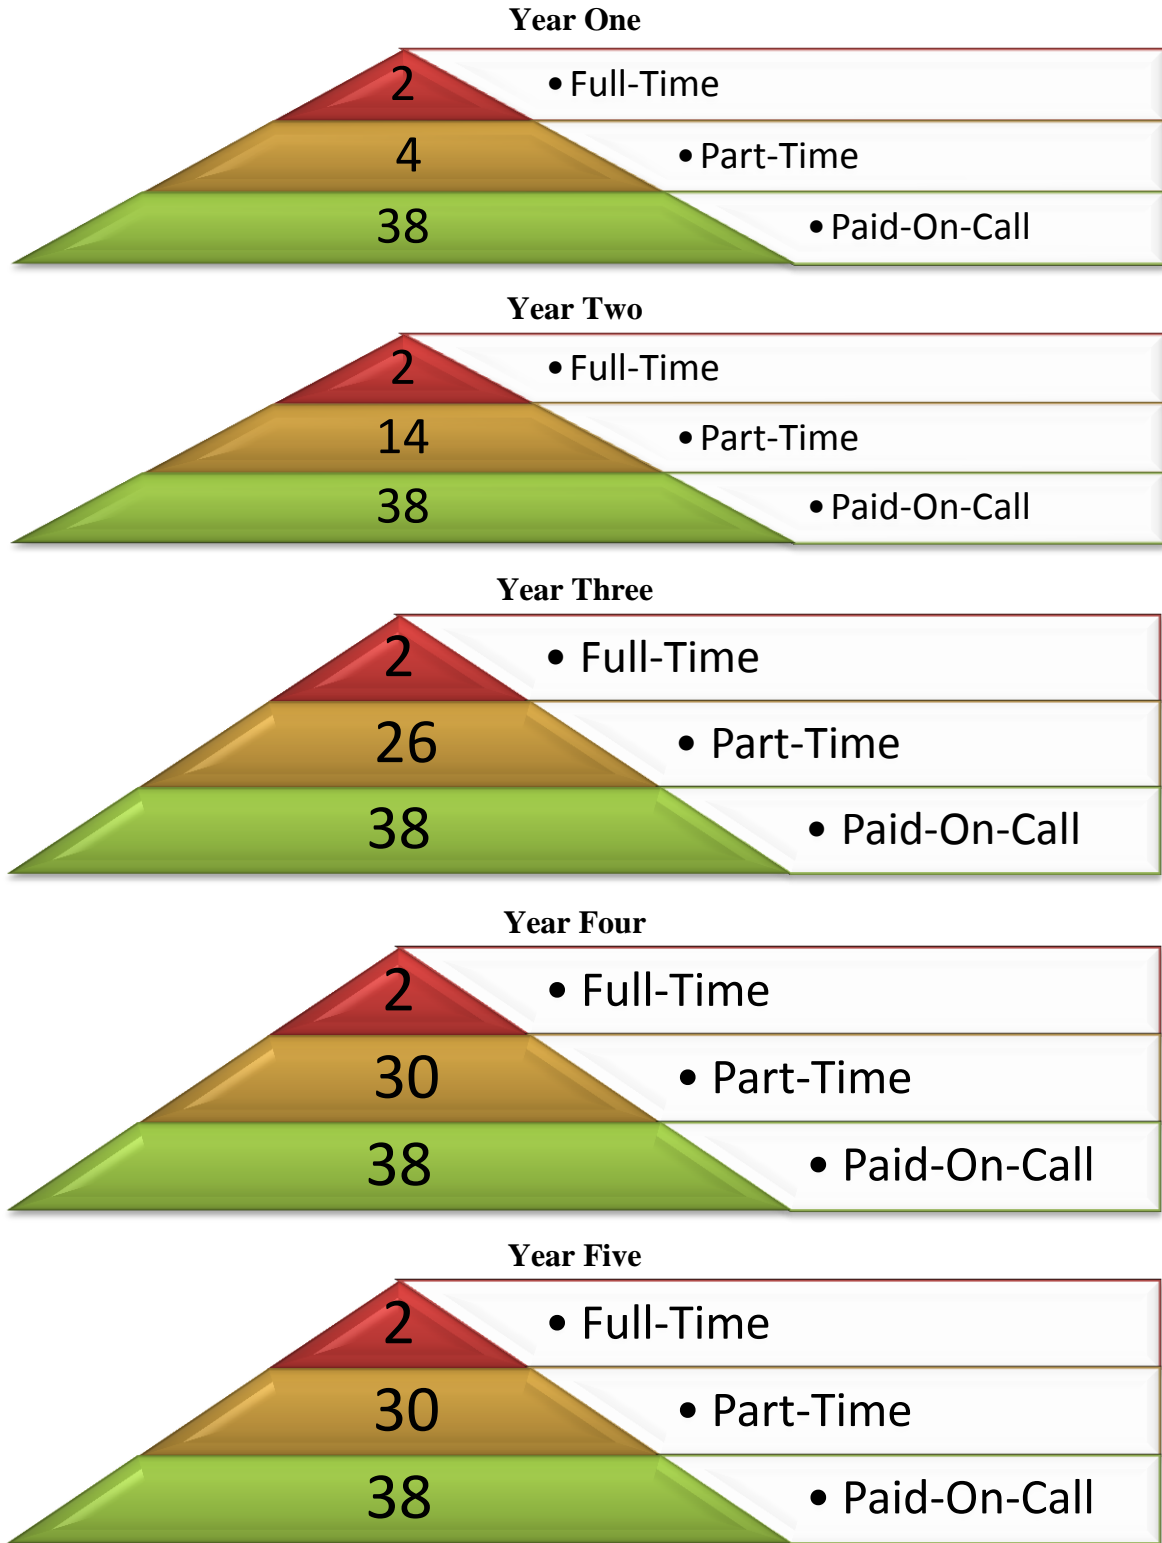 Year One
2
• Full-Time
4
• Part-Time
38
• Paid-On-Call
Year Two
2
• Full-Time
14
• Part-Time
38
• Paid-On-Call
Year Three
2
• Full-Time
26
• Part-Time
38
• Paid-On-Call
Year Four
2
• Full-Time
30
• Part-Time
38
• Paid-On-Call
Year Five
2
• Full-Time
30
• Part-Time
38
• Paid-On-Call